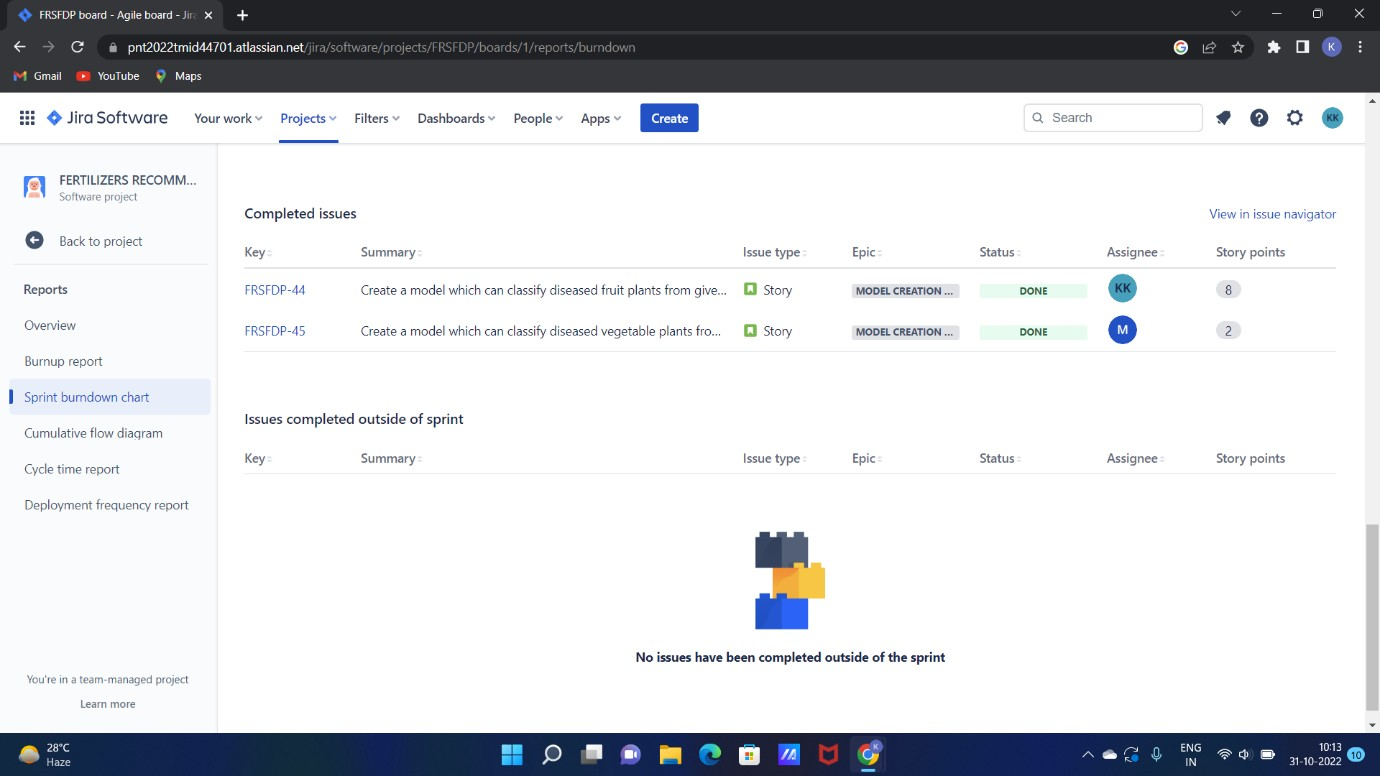 FRSFDP board - Agile board - Jira
pnt2022tmid44701.atlassian.net/jira/software/projects/FRSFDP/boards/1/reports/burndown
K
Gmail YouTube Maps
Jira Software Your work Projects Filters Dashboards People Apps Create Search KK
FERTILIZERS RECOMM...
Software project
Back to project
Reports
Overview
Burnup report
Sprint burndown chart
Cumulative flow diagram
Cycle time report
Deployment frequency report
You're in a team-managed project
Learn more
Completed issues View in issue navigator
Key Summary Issue type Epic Status Assignee Story points
FRSFDP-44 Create a model which can classify diseased fruit plants from give... Story MODEL CREATION ... DONE KK 8
FRSFDP-45 Create a model which can classify diseased vegetable plants fro... Story MODEL CREATION ... DONE M 2
Issues completed outside of sprint
Key Summary Issue type Epic Status Assignee Story points
No issues have been completed outside of the sprint
28°C
Haze
K
ENG
IN
10:13
31-10-2022
10